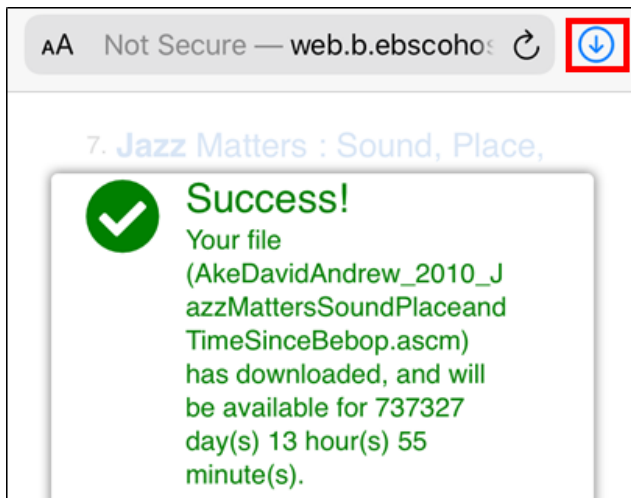 AA Not Secure — web.b.ebscohos
7. Jazz Matters : Sound, Place,
Success!
Your file
(AkeDavidAndrew_2010_J
azzMattersSoundPlaceand
TimeSinceBebop.ascm)
has downloaded, and will
be available for 737327
day(s) 13 hour(s) 55
minute(s).